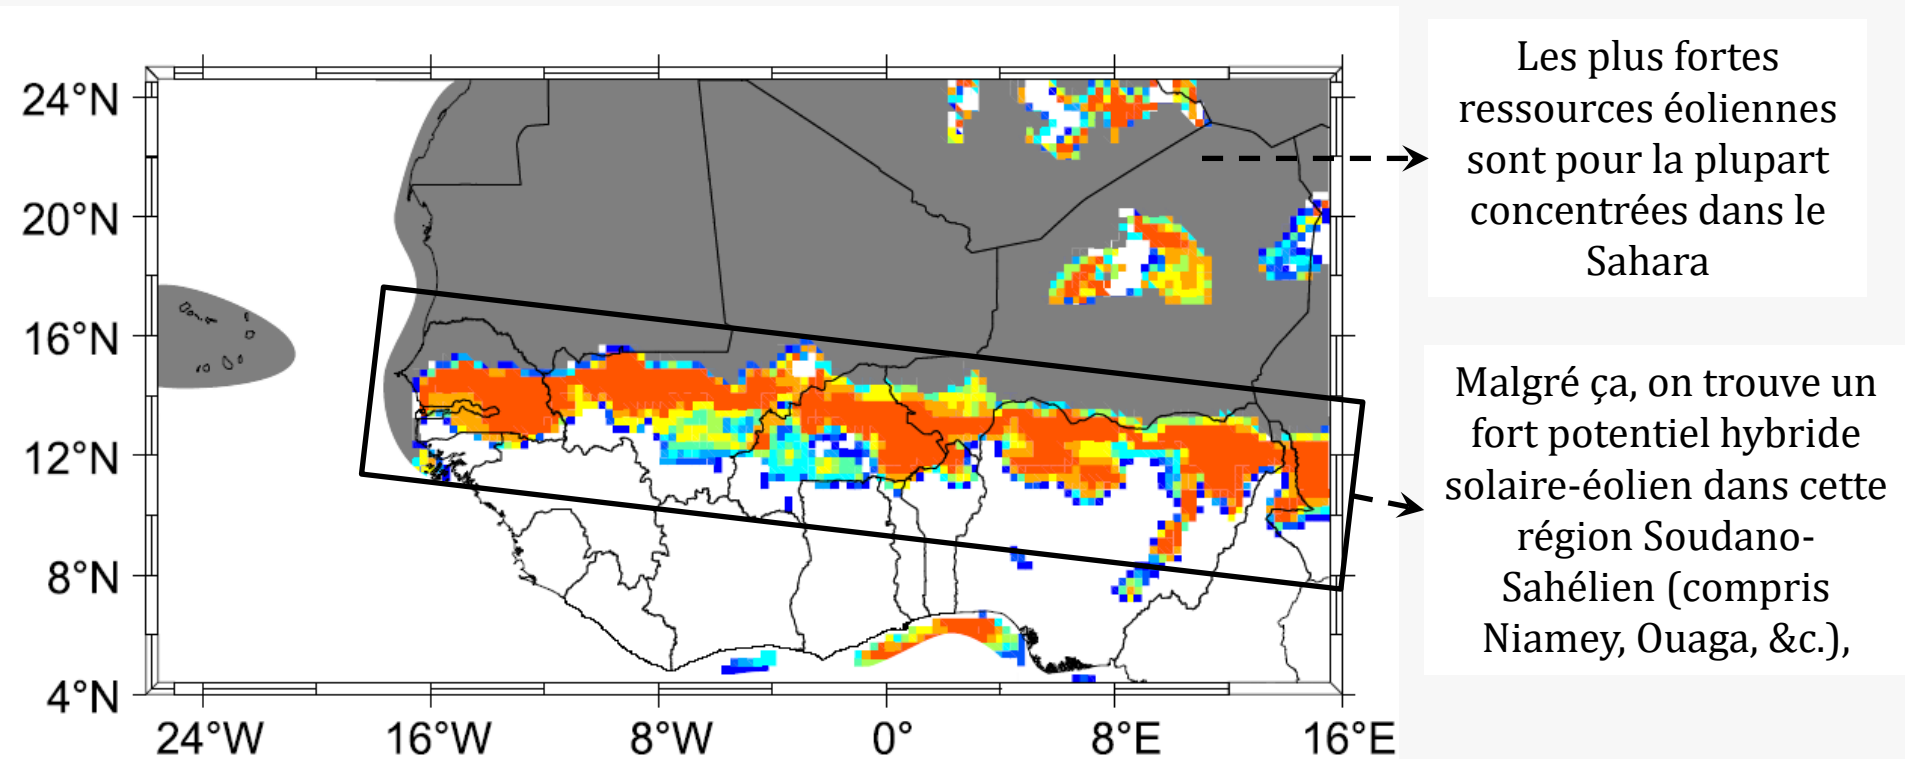 24°N
20°N
16°N
12°N
8°N
4°N
24°W
16°W
8°W
0°
8°E
16°E
Les plus fortes
ressources éoliennes
sont pour la plupart
concentrées dans le
Sahara
Malgré ça, on trouve un
fort potentiel hybride
solaire-éolien dans cette
région Soudano-
Sahélien (compris
Niamey, Ouaga, &c.),